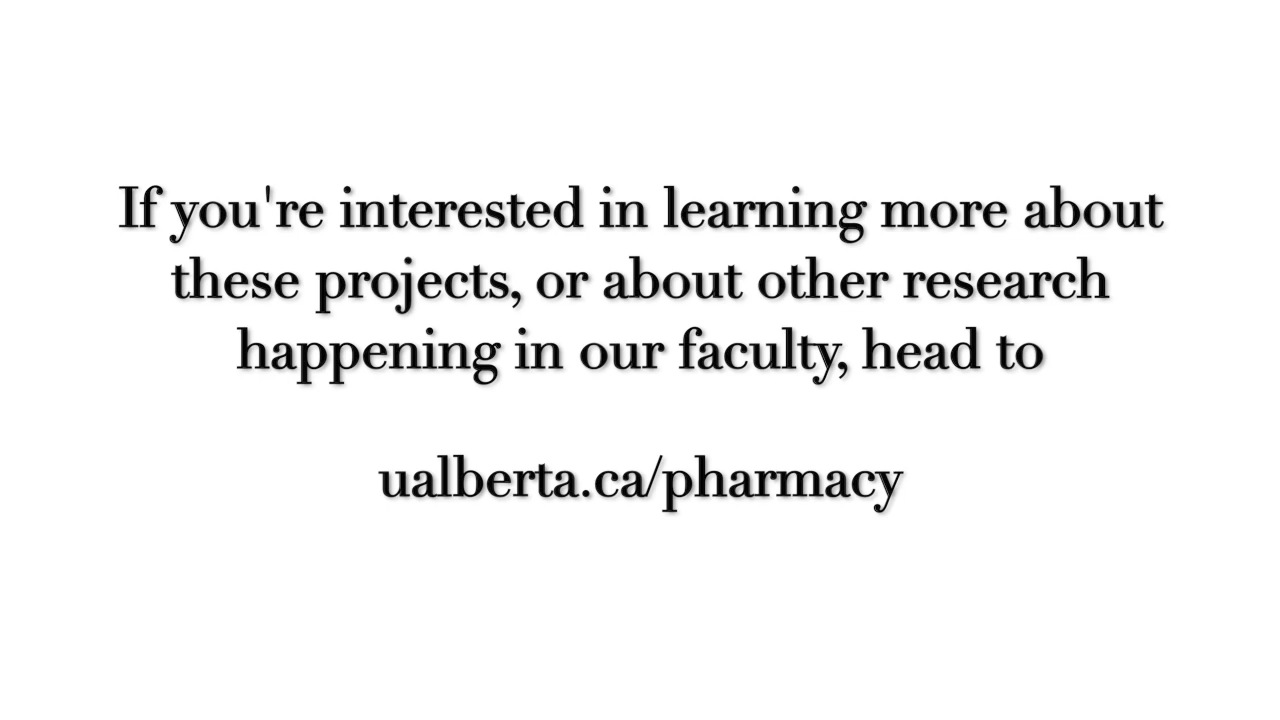 If you're interested in learning more about
these projects, or about other research
happening in our faculty, head to
ualberta.ca/pharmacy